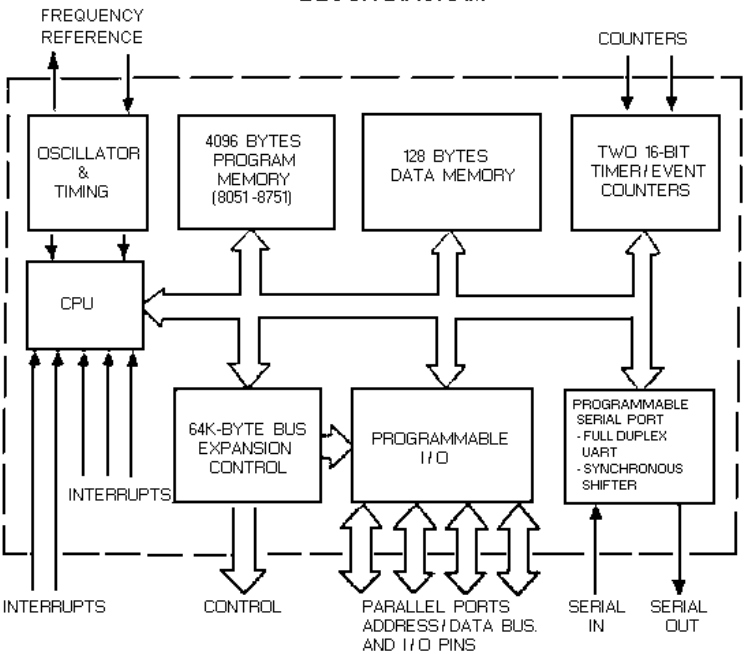 FREQUENCY
REFERENCE
COUNTERS
OSCILLATOR
&
TIMING
4096 BYTES
PROGRAM
MEMORY
(8051-8751)
128 BYTES
DATA MEMORY
TWO 16-BIT
TIMER/EVENT
COUNTERS
CPU
64K-BYTE BUS
EXPANSION
CONTROL
PROGRAMMABLE
I/O
PROGRAMMABLE
SERIAL PORT
- FULL DUPLEX
UART
- SYNCHRONOUS
SHIFTER
INTERRUPTS
INTERRUPTS
CONTROL
PARALLEL PORTS
ADDRESS/DATA BUS.
AND I/O PINS
SERIAL
IN
SERIAL
OUT